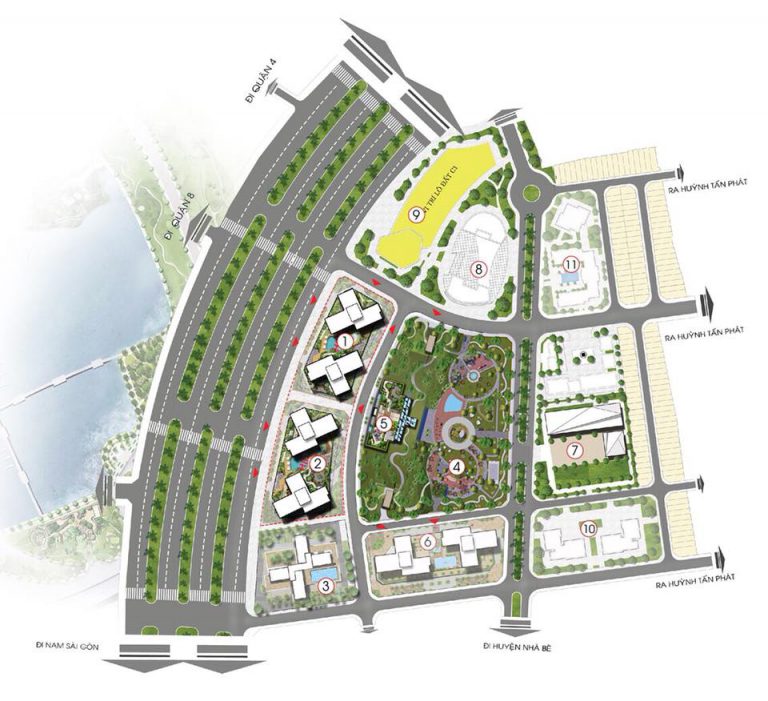 ĐI QUẬN 4
ĐI QUẬN 8
VỊ TRÍ LÔ ĐẤT C1
9
8
11
RA HUỲNH TẤN PHÁT
RA HUỲNH TẤN PHÁT
1
2
5
4
7
6
3
10
RA HUỲNH TẤN PHÁT
ĐI NAM SÀI GÒN
ĐI HUYỆN NHÀ BÈ